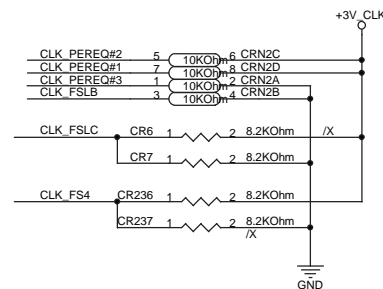 +3V_CLK
CLK_PEREQ#2 5 10KOhm 6 CRN2C
CLK_PEREQ#1 7 10KOhm 8 CRN2D
CLK_PEREQ#3 1 10KOhm 2 CRN2A
CLK_FSLB 3 10KOhm 4 CRN2B
CLK_FSLC CR6 1 2 8.2KOhm /X
CR7 1 2 8.2KOhm
CLK_FS4 CR236 1 2 8.2KOhm
CR237 1 2 8.2KOhm
/X
GND